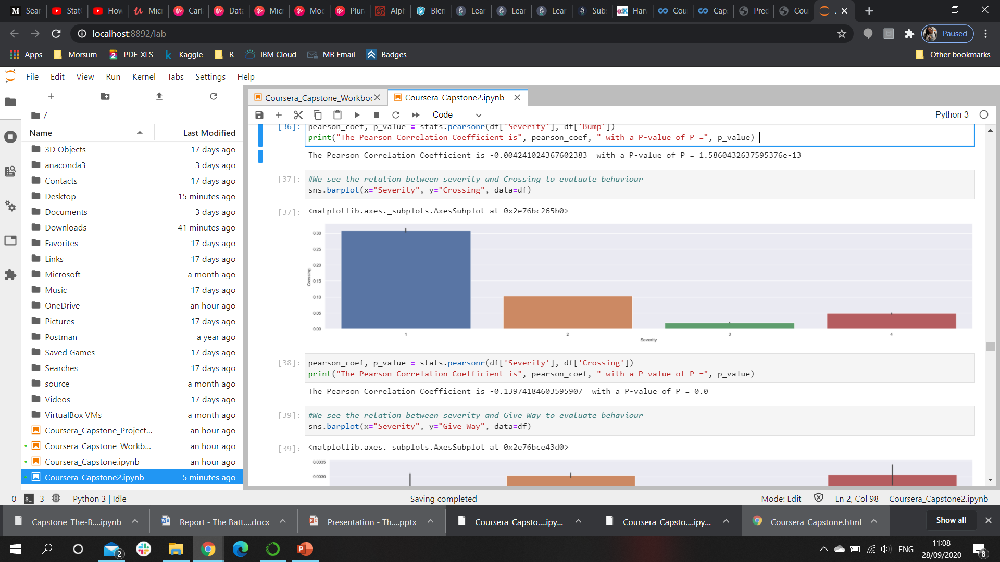 Sear
Stat
How
Micr
Carl
Data
Micr
Moc
Plur
Alph
Blen
Lear
Lear
Lear
Sub
edX
Harv
Cou
Cap
Prec
Cou
J
localhost:8892/lab
Paused
Apps
Morsum
PDF-XLS
Kaggle
R
IBM Cloud
MB Email
Badges
Other bookmarks
File Edit View Run Kernel Tabs Settings Help
Coursera_Capstone_Workboo
Coursera_Capstone2.ipynb
/
Code
Python 3
Name Last Modified
3D Objects 17 days ago
anaconda3 3 days ago
Contacts 17 days ago
Desktop 15 minutes ago
Documents 3 days ago
Downloads 41 minutes ago
Favorites 17 days ago
Links 17 days ago
Microsoft a month ago
Music 17 days ago
OneDrive an hour ago
Pictures 17 days ago
Postman a year ago
Saved Games 17 days ago
Searches 17 days ago
source a month ago
Videos 17 days ago
VirtualBox VMs a month ago
Coursera_Capstone_Project... an hour ago
Coursera_Capstone_Workb... an hour ago
Coursera_Capstone.ipynb an hour ago
Coursera_Capstone2.ipynb 5 minutes ago
[36]: pearson_coef, p_value = stats.pearsonr(df['Severity'], df['Bump'])
print("The Pearson Correlation Coefficient is", pearson_coef, " with a P-value of P =", p_value)
The Pearson Correlation Coefficient is -0.004241024367602383  with a P-value of P = 1.5860432637595376e-13
[37]: #We see the relation between severity and Crossing to evaluate behaviour
sns.barplot(x="Severity", y="Crossing", data=df)
[37]: <matplotlib.axes._subplots.AxesSubplot at 0x2e76bc265b0>
0.30
0.25
0.20
0.15
0.10
0.05
0.00
Crossing
1 2 3 4
Severity
[38]: pearson_coef, p_value = stats.pearsonr(df['Severity'], df['Crossing'])
print("The Pearson Correlation Coefficient is", pearson_coef, " with a P-value of P =", p_value)
The Pearson Correlation Coefficient is -0.13974184603595907  with a P-value of P = 0.0
[39]: #We see the relation between severity and Give_Way to evaluate behaviour
sns.barplot(x="Severity", y="Give_Way", data=df)
[39]: <matplotlib.axes._subplots.AxesSubplot at 0x2e76bce43d0>
0.0035
0.0030
0 $_ 3 Python 3 | Idle
Saving completed
Mode: Edit Ln 2, Col 98 Coursera_Capstone2.ipynb
Capstone_The-B....ipynb
Report - The Batt....docx
Presentation - Th....pptx
Coursera_Capsto....ipy...
Coursera_Capsto....ipy...
Coursera_Capstone.html
Show all
2
ENG
11:08
28/09/2020
8